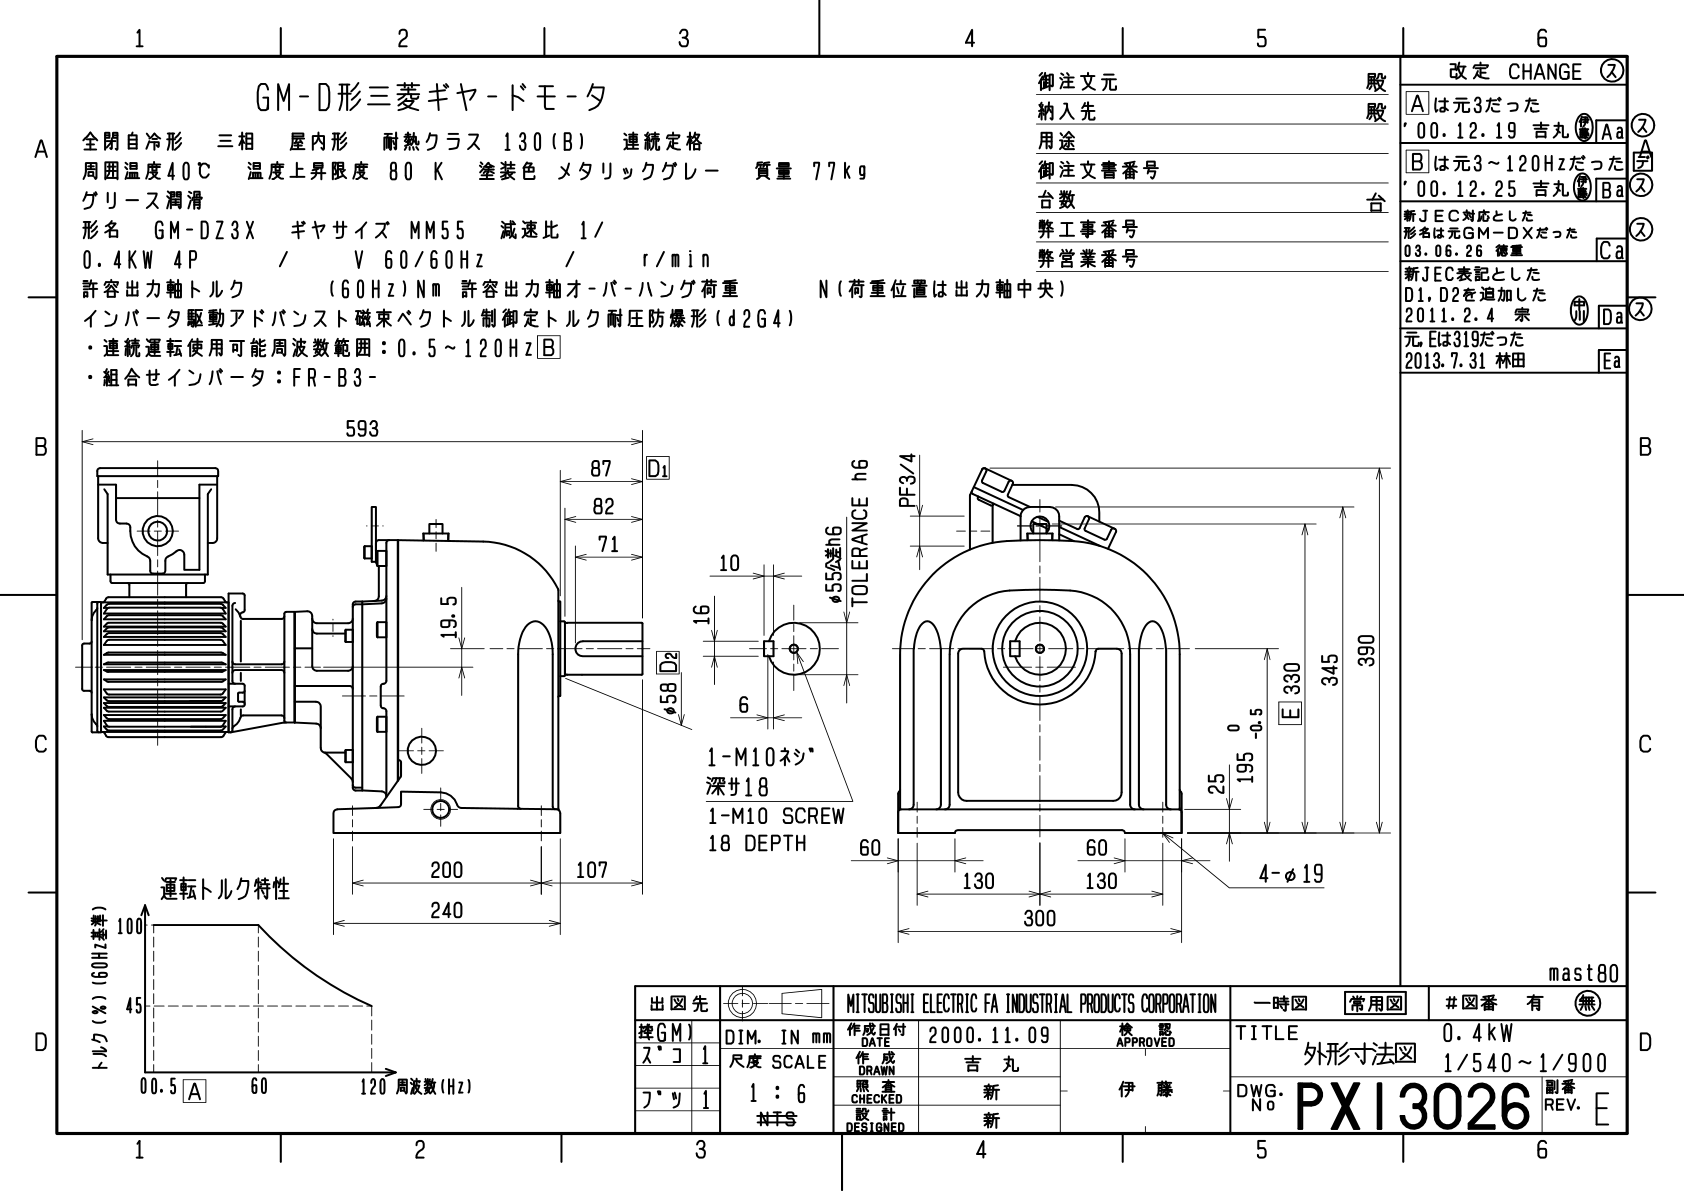 1 2 3 4 5 6
A
B
C
D
GM-D形三菱ギヤードモータ
全閉自冷形 三相 屋内形 耐熱クラス 130(B) 連続定格
周囲温度40℃ 温度上昇限度 80 K 塗装色 メタリックグレー 質量 77kg
グリース潤滑
形名 GM-DZ3X ギヤサイズ MM55 減速比 1/
0.4KW 4P / V 60/60Hz / r/min
許容出力軸トルク (60Hz)Nm 許容出力軸オーバーハング荷重 N(荷重位置は出力軸中央)
インバータ駆動アドバンスト磁束ベクトル制御定トルク耐圧防爆形(d2G4)
・連続運転使用可能周波数範囲:0.5~120Hz B
・組合せインバータ:FR-B3-
御注文元 殿
納入先 殿
用途
御注文書番号
台数 台
弊工事番号
弊営業番号
改定 CHANGE ス
A は元3だった
'00.12.19 吉丸 伊藤 Aa ス
B は元3~120Hzだった
'00.12.25 吉丸 伊藤 Ba ス
新JEC対応とした
形名は元GM-DXだった
03.06.26 徳重 Ca ス
新JEC表記とした
D1,D2を追加した
2011.2.4 宗 中川 Da ス
元,Eは319だった
2013.7.31 林田 Ea
A
B
C
D
593
87 D1
82
71
19.5
φ58 D2
200 107
240
10
16
6
φ55公差h6
TOLERANCE h6
1-M10ネジ
深サ18
1-M10 SCREW
18 DEPTH
PF3/4
390
345
330 E
195 0 -0.5
25
60 60
130 130
300
4-φ19
運転トルク特性
トルク(%)(60Hz基準)
100
45
0 0.5 A 60 120 周波数(Hz)
mast80
出図先
GM)
ズコ 1
ブツ 1
DIM. IN mm
尺度 SCALE
1 : 6
NTS
MITSUBISHI ELECTRIC FA INDUSTRIAL PRODUCTS CORPORATION
作成日付 DATE 2000.11.09
作成 DRAWN 吉丸
照査 CHECKED 新
設計 DESIGNED 新
検認 APPROVED
伊藤
一時図 常用図 #図番 有 無
TITLE
外形寸法図
0.4kW
1/540~1/900
DWG. No PX13026
副番 REV. E
1 2 3 4 5 6